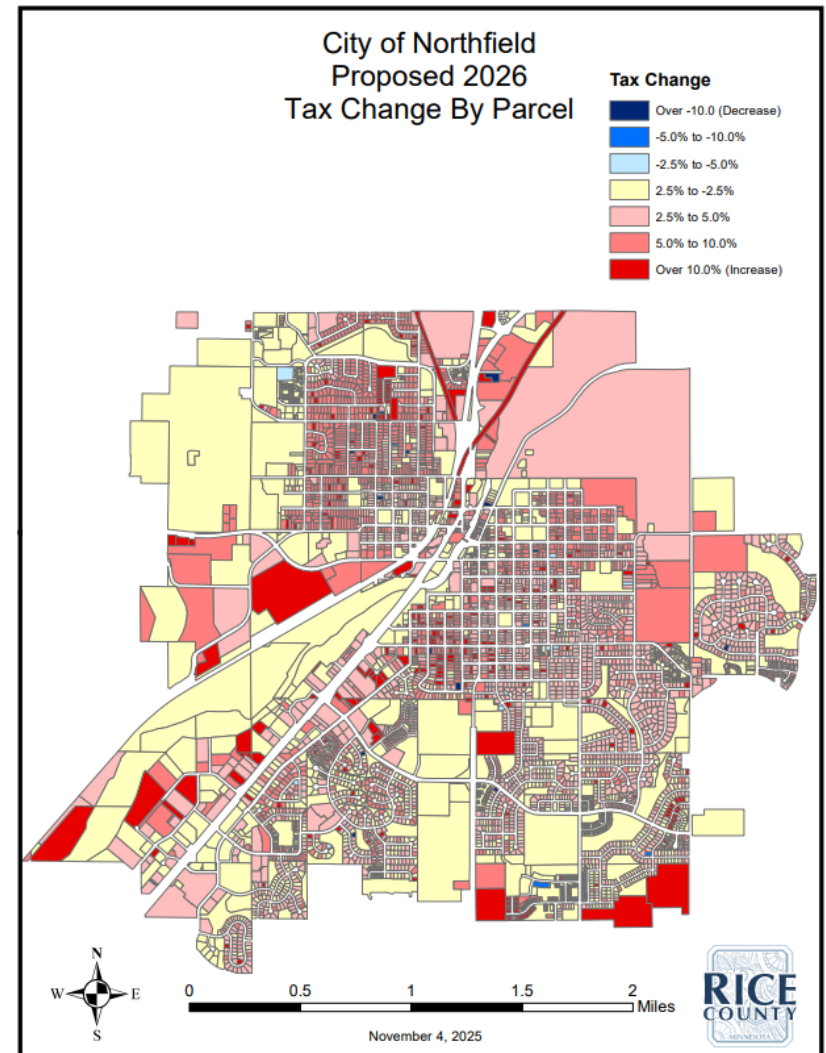 City of Northfield
Proposed 2026
Tax Change By Parcel
Tax Change
Over -10.0 (Decrease)
-5.0% to -10.0%
-2.5% to -5.0%
2.5% to -2.5%
2.5% to 5.0%
5.0% to 10.0%
Over 10.0% (Increase)
N
W E
S
0 0.5 1 1.5 2
Miles
November 4, 2025
RICE
COUNTY
MINNESOTA